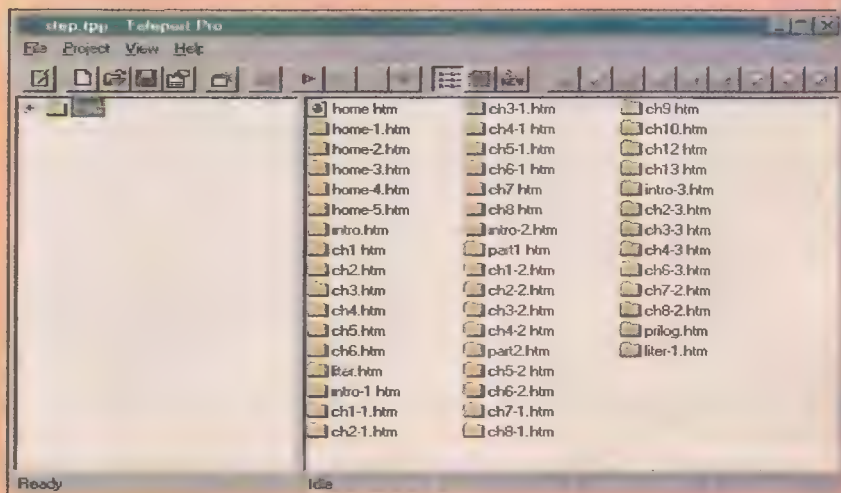 step.tpp Teleport Pro
File Project View Help
NEW
home htm
home-1.htm
home-2.htm
home-3.htm
home-4.htm
home-5.htm
intro.htm
ch1 htm
ch2.htm
ch3.htm
ch4.htm
ch5.htm
ch6.htm
liter.htm
intro-1 htm
ch1-1.htm
ch2-1.htm
ch3-1.htm
ch4-1 htm
ch5-1.htm
ch6-1 htm
ch7 htm
ch8 htm
intro-2.htm
part1 htm
ch1-2.htm
ch2-2.htm
ch3-2.htm
ch4-2 htm
part2.htm
ch5-2 htm
ch6-2.htm
ch7-1.htm
ch8-1.htm
ch9 htm
ch10.htm
ch12 htm
ch13 htm
intro-3.htm
ch2-3.htm
ch3-3 htm
ch4-3 htm
ch6-3.htm
ch7-2.htm
ch8-2.htm
prilog.htm
liter-1.htm
Ready
Idle